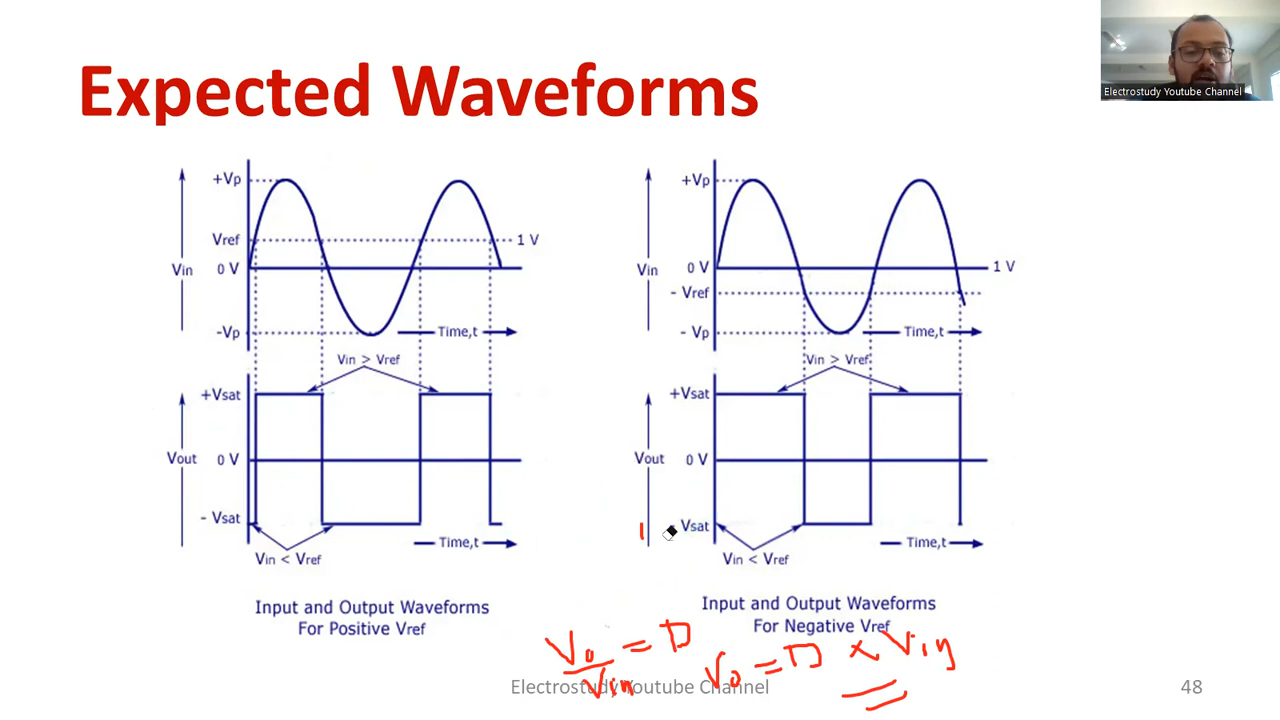 Expected Waveforms
Electrostudy Youtube Channel
+Vp
Vref
1 V
Vin
0 V
-Vp
Time,t
Vin > Vref
+Vsat
Vout
0 V
- Vsat
Time,t
Vin < Vref
Input and Output Waveforms
For Positive Vref
+Vp
Vin
0 V
1 V
- Vref
- Vp
Time,t
Vin > Vref
+Vsat
Vout
0 V
Vsat
Time,t
Vin < Vref
Input and Output Waveforms
For Negative Vref
Vo/Vin = D
Vo = D × Vin
Electrostudy Youtube Channel
48